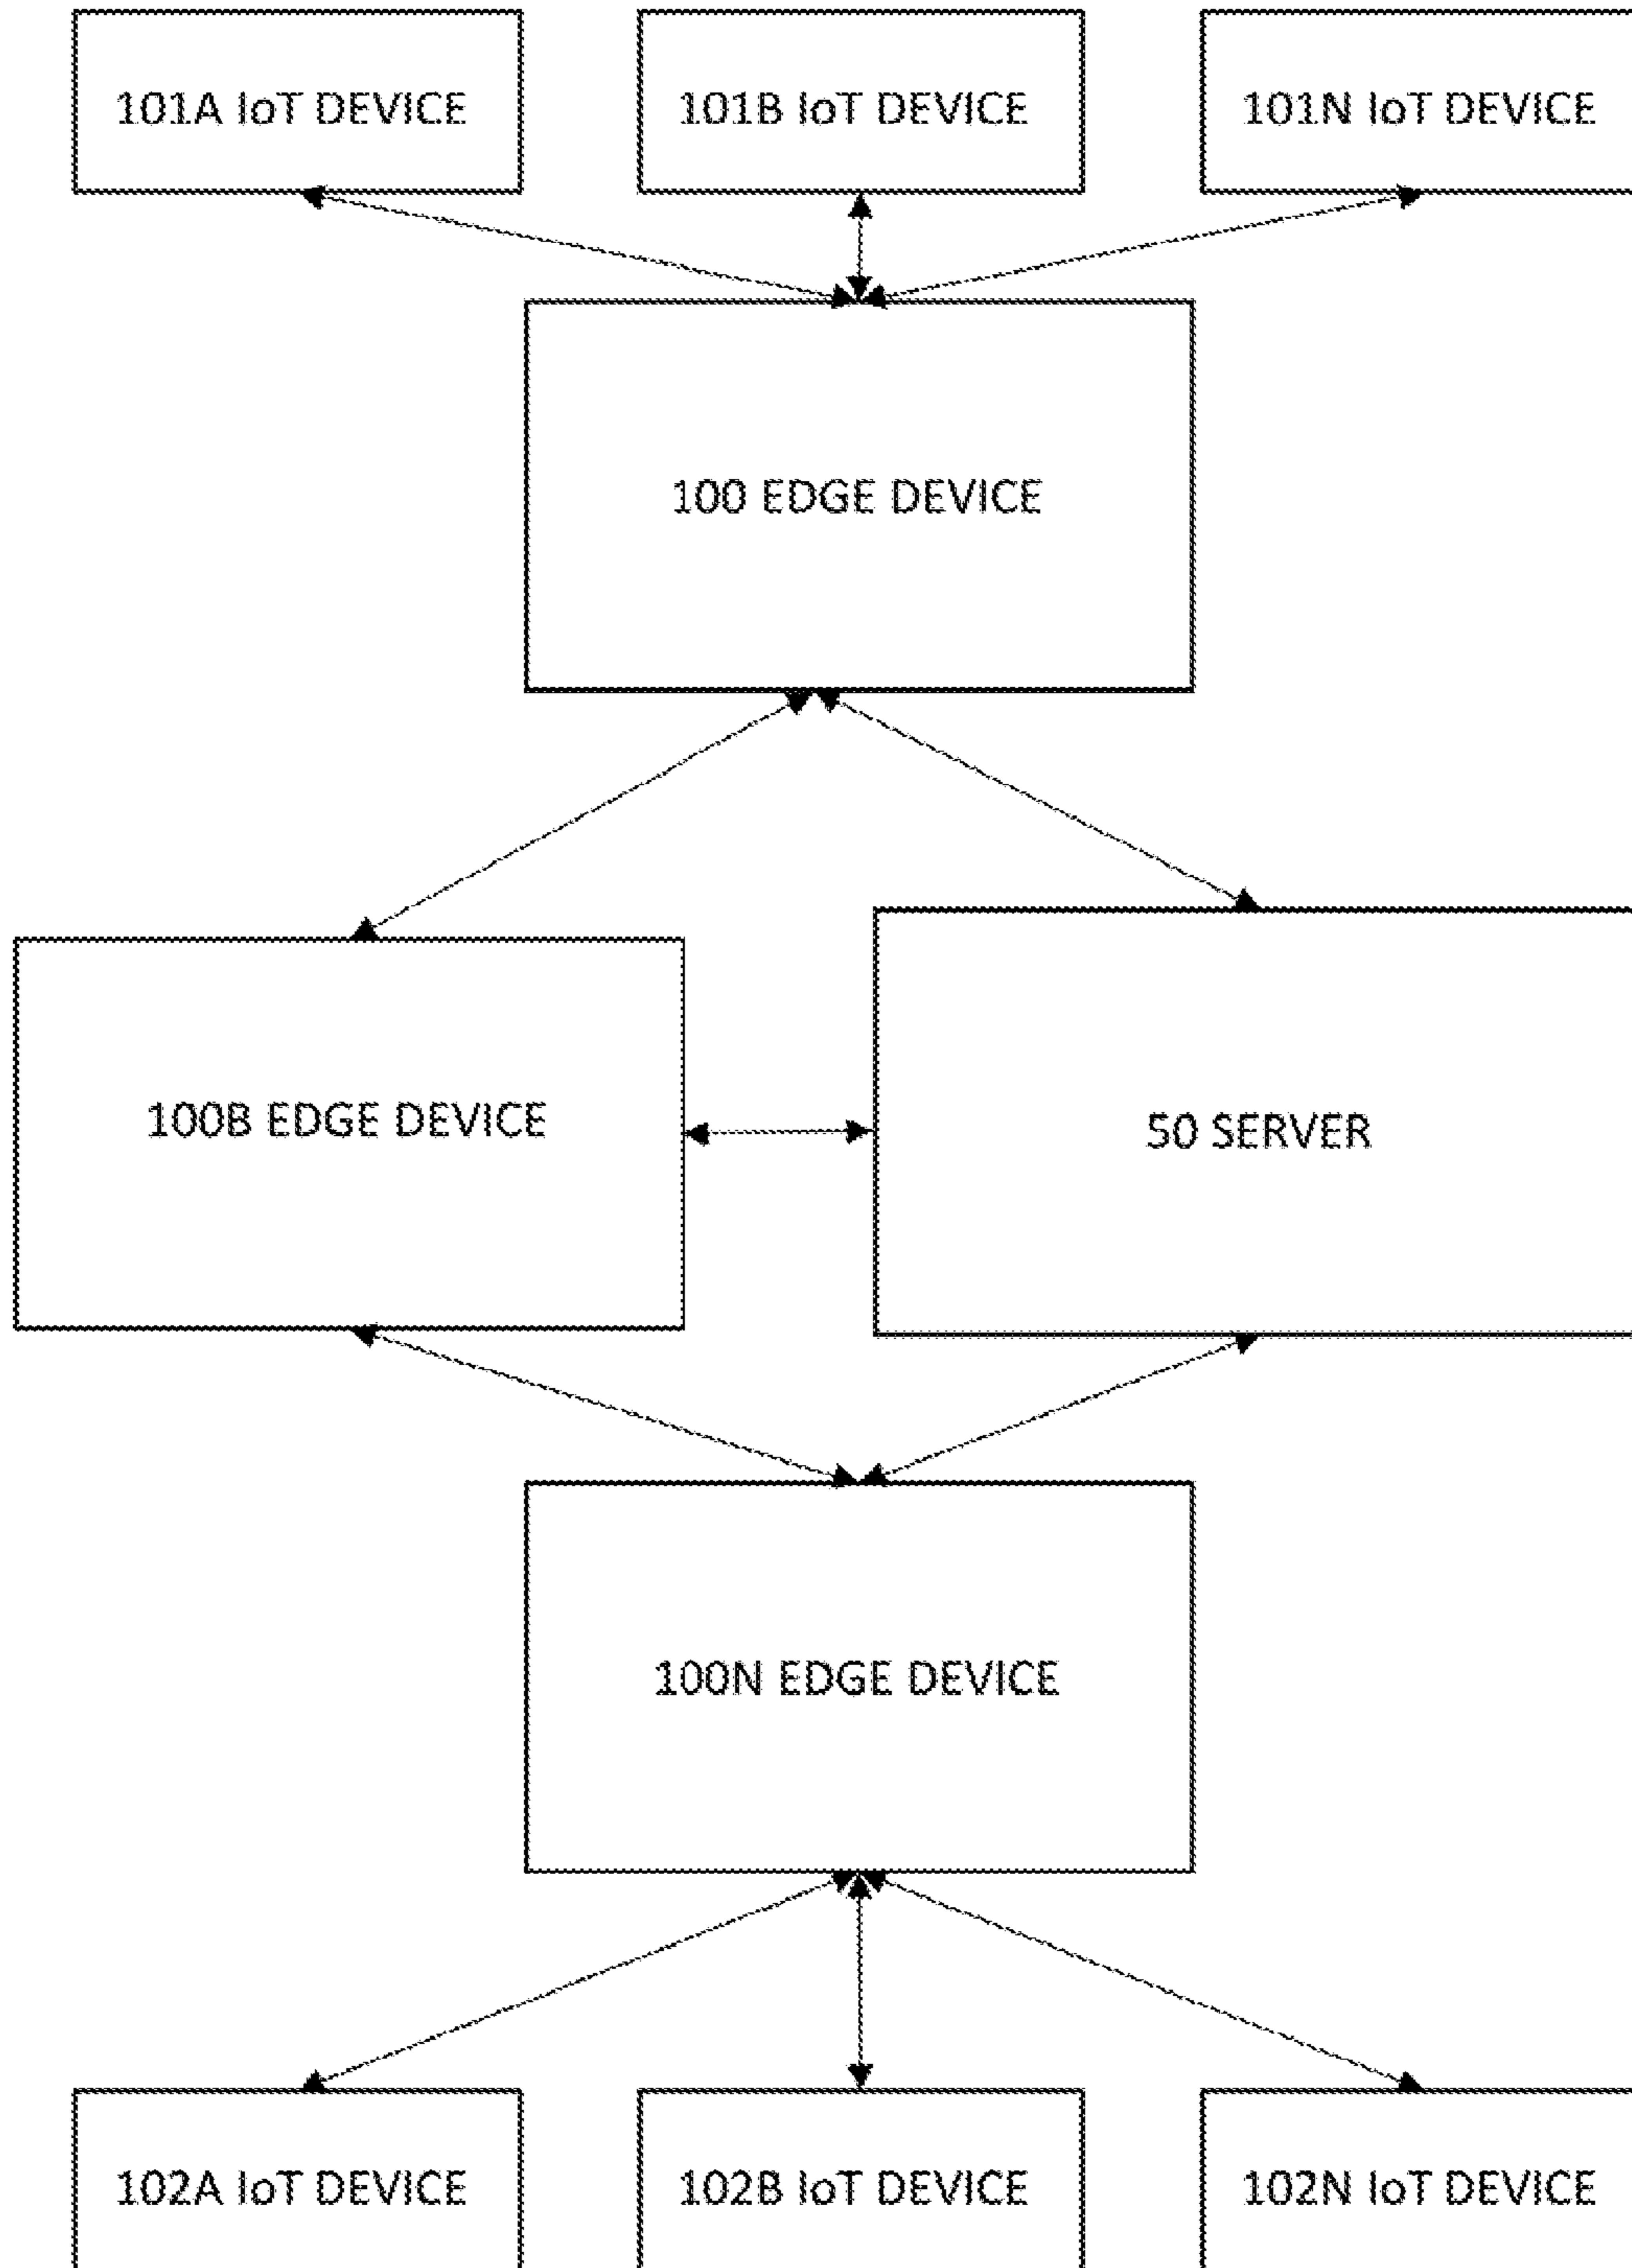 101A IoT DEVICE
101B IoT DEVICE
101N IoT DEVICE
100 EDGE DEVICE
100B EDGE DEVICE
50 SERVER
100N EDGE DEVICE
102A IoT DEVICE
102B IoT DEVICE
102N IoT DEVICE